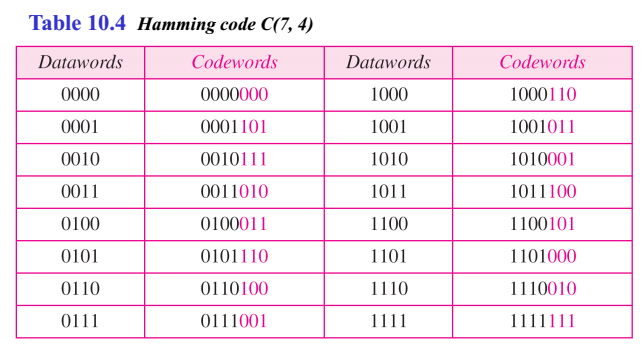 Table 10.4 Hamming code C(7, 4)
Datawords Codewords Datawords Codewords
0000 0000000 1000 1000110
0001 0001101 1001 1001011
0010 0010111 1010 1010001
0011 0011010 1011 1011100
0100 0100011 1100 1100101
0101 0101110 1101 1101000
0110 0110100 1110 1110010
0111 0111001 1111 1111111